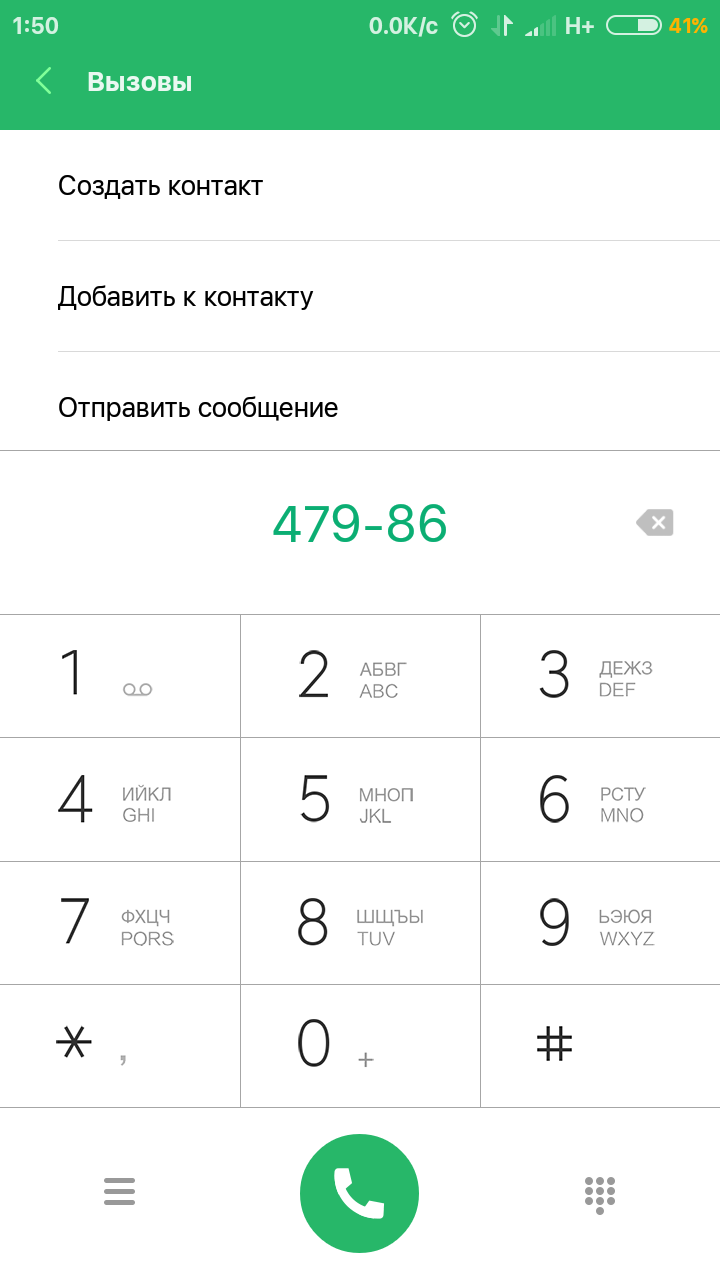 1:50 0.0K/c H+ 41%
Вызовы
Создать контакт
Добавить к контакту
Отправить сообщение
479-86
1 2 АБВГ ABC 3 ДЕЖЗ DEF
4 ИЙКЛ GHI 5 МНОП JKL 6 РСТУ MNO
7 ФХЦЧ PQRS 8 ШЩЪЫ TUV 9 ЬЭЮЯ WXYZ
* , 0 + #